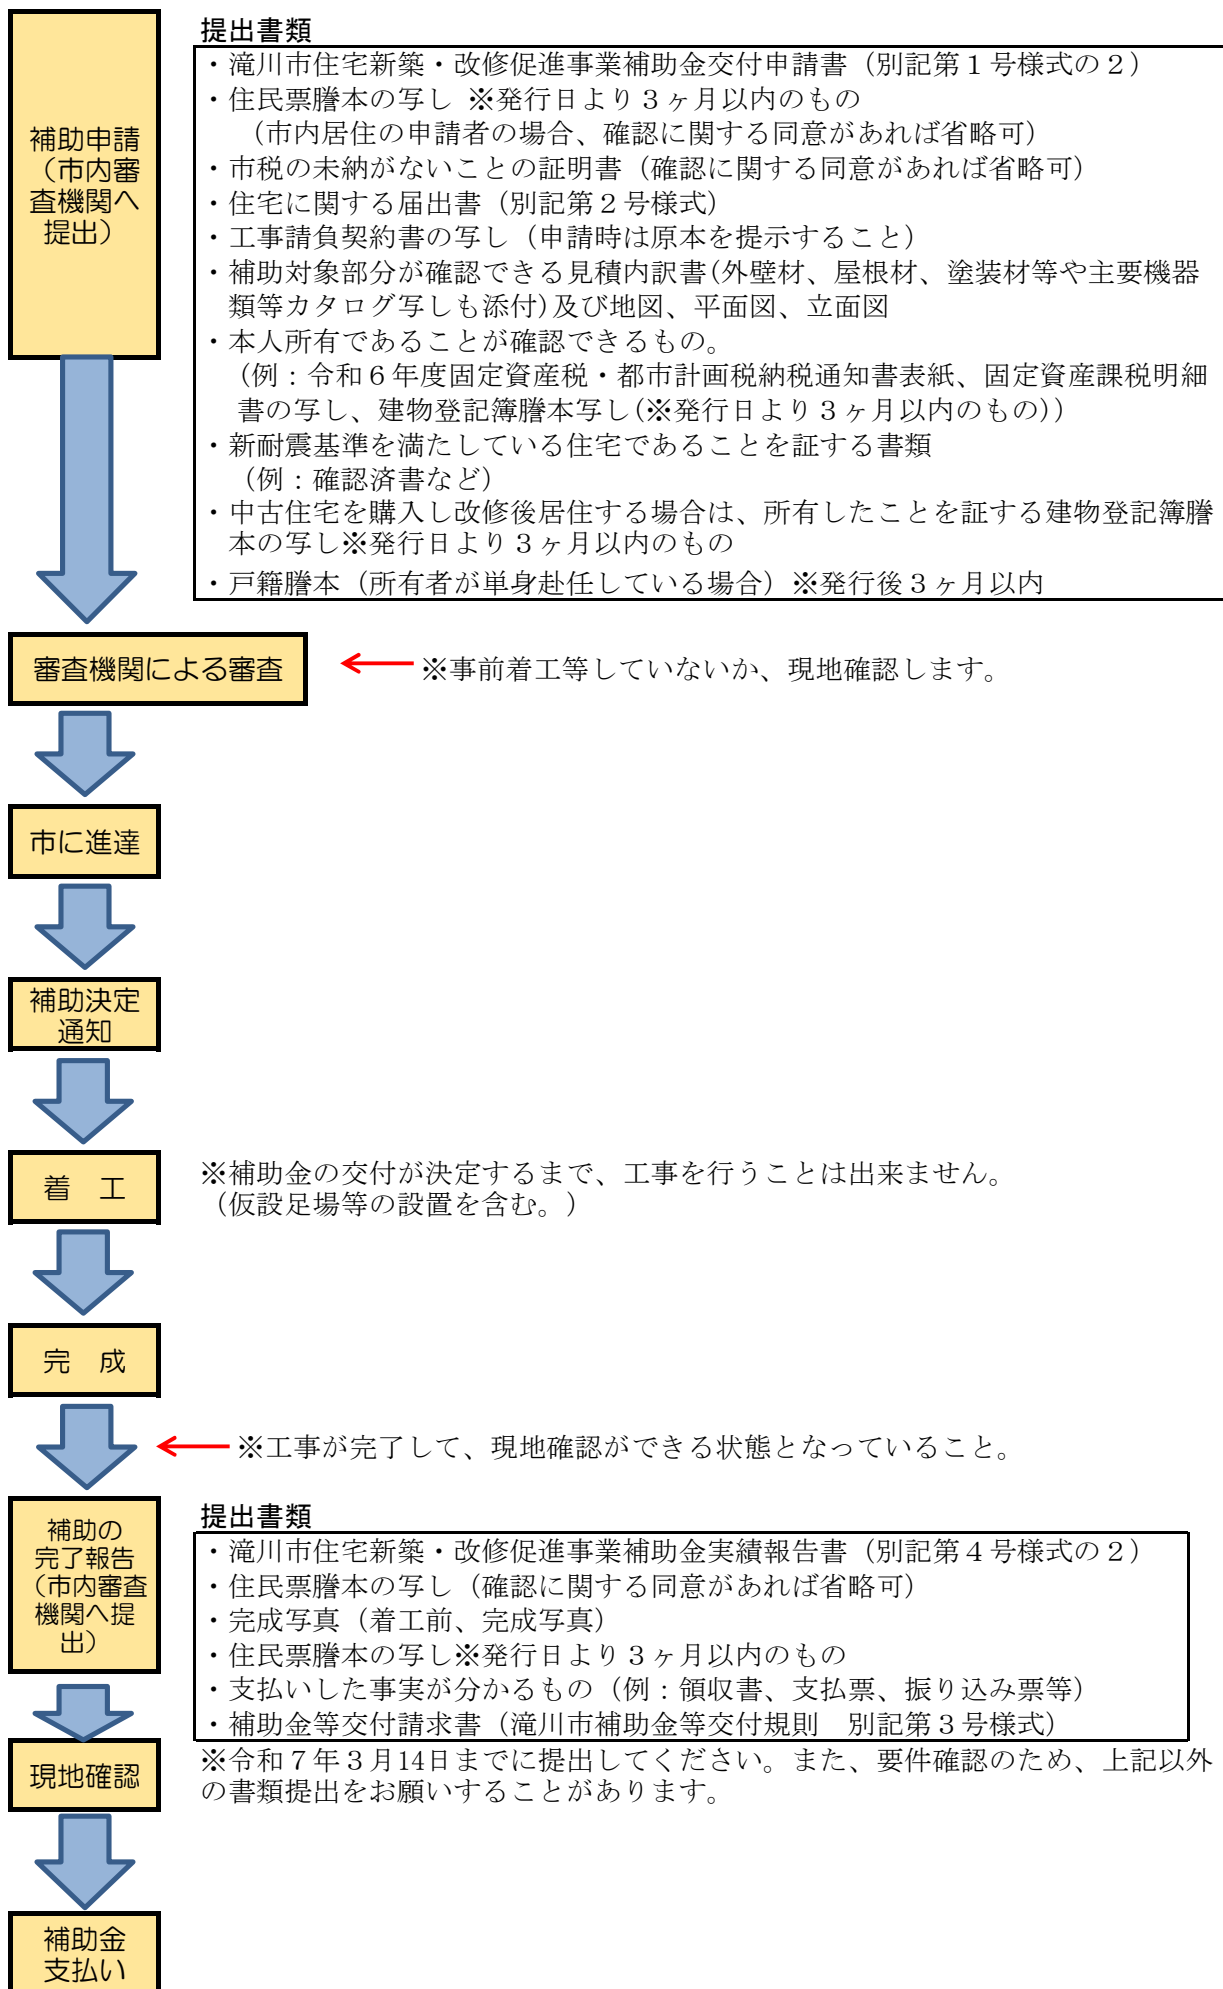 補助申請
（市内審
査機関へ
提出）
提出書類
・滝川市住宅新築・改修促進事業補助金交付申請書（別記第１号様式の２）
・住民票謄本の写し ※発行日より３ヶ月以内のもの
（市内居住の申請者の場合、確認に関する同意があれば省略可）
・市税の未納がないことの証明書（確認に関する同意があれば省略可）
・住宅に関する届出書（別記第２号様式）
・工事請負契約書の写し（申請時は原本を提示すること）
・補助対象部分が確認できる見積内訳書(外壁材、屋根材、塗装材等や主要機器
類等カタログ写しも添付)及び地図、平面図、立面図
・本人所有であることが確認できるもの。
(例：令和６年度固定資産税・都市計画税納税通知書表紙、固定資産課税明細
書の写し、建物登記簿謄本写し(※発行日より３ヶ月以内のもの))
・新耐震基準を満たしている住宅であることを証する書類
（例：確認済書など）
・中古住宅を購入し改修後居住する場合は、所有したことを証する建物登記簿謄
本の写し※発行日より３ヶ月以内のもの
・戸籍謄本（所有者が単身赴任している場合）※発行後３ヶ月以内
審査機関による審査
※事前着工等していないか、現地確認します。
市に進達
補助決定
通知
着　工
※補助金の交付が決定するまで、工事を行うことは出来ません。
（仮設足場等の設置を含む。）
完　成
※工事が完了して、現地確認ができる状態となっていること。
補助の
完了報告
（市内審査
機関へ提
出）
提出書類
・滝川市住宅新築・改修促進事業補助金実績報告書（別記第４号様式の２）
・住民票謄本の写し（確認に関する同意があれば省略可）
・完成写真（着工前、完成写真）
・住民票謄本の写し※発行日より３ヶ月以内のもの
・支払いした事実が分かるもの（例：領収書、支払票、振り込み票等）
・補助金等交付請求書（滝川市補助金等交付規則　別記第３号様式）
現地確認
※令和７年３月14日までに提出してください。また、要件確認のため、上記以外
の書類提出をお願いすることがあります。
補助金
支払い